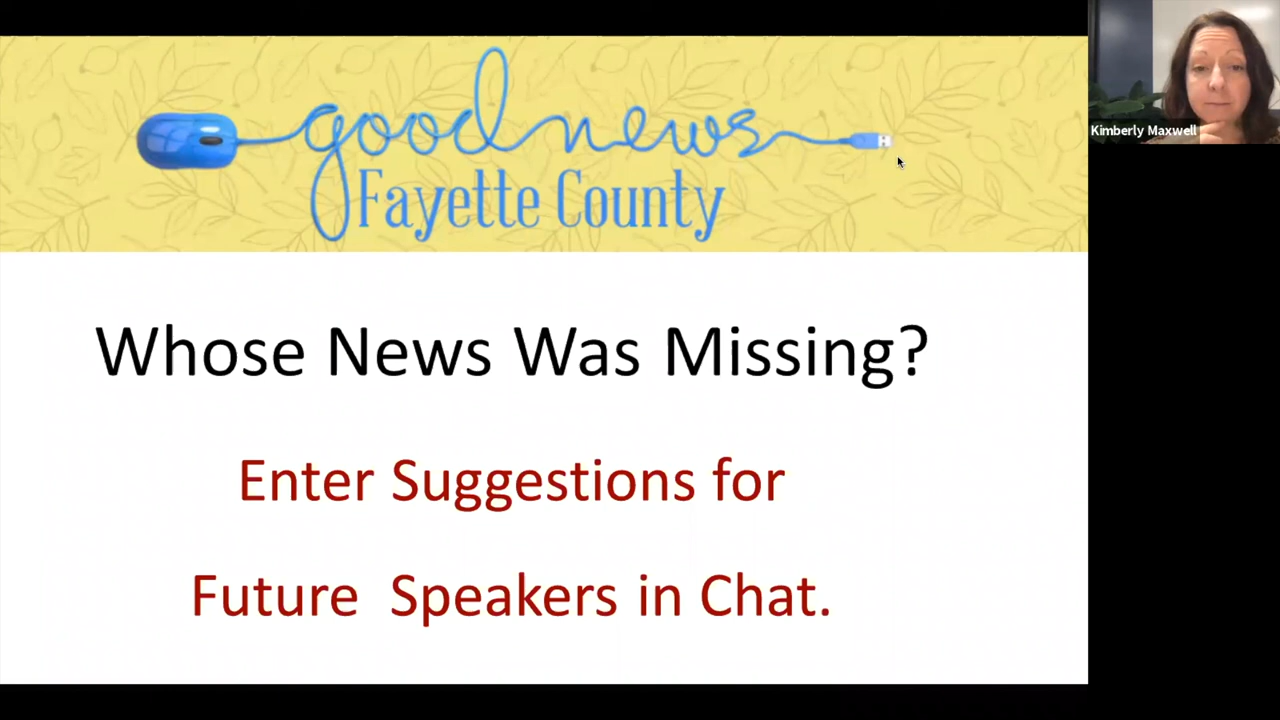 good news
Fayette County
Kimberly Maxwell
Whose News Was Missing?
Enter Suggestions for
Future Speakers in Chat.